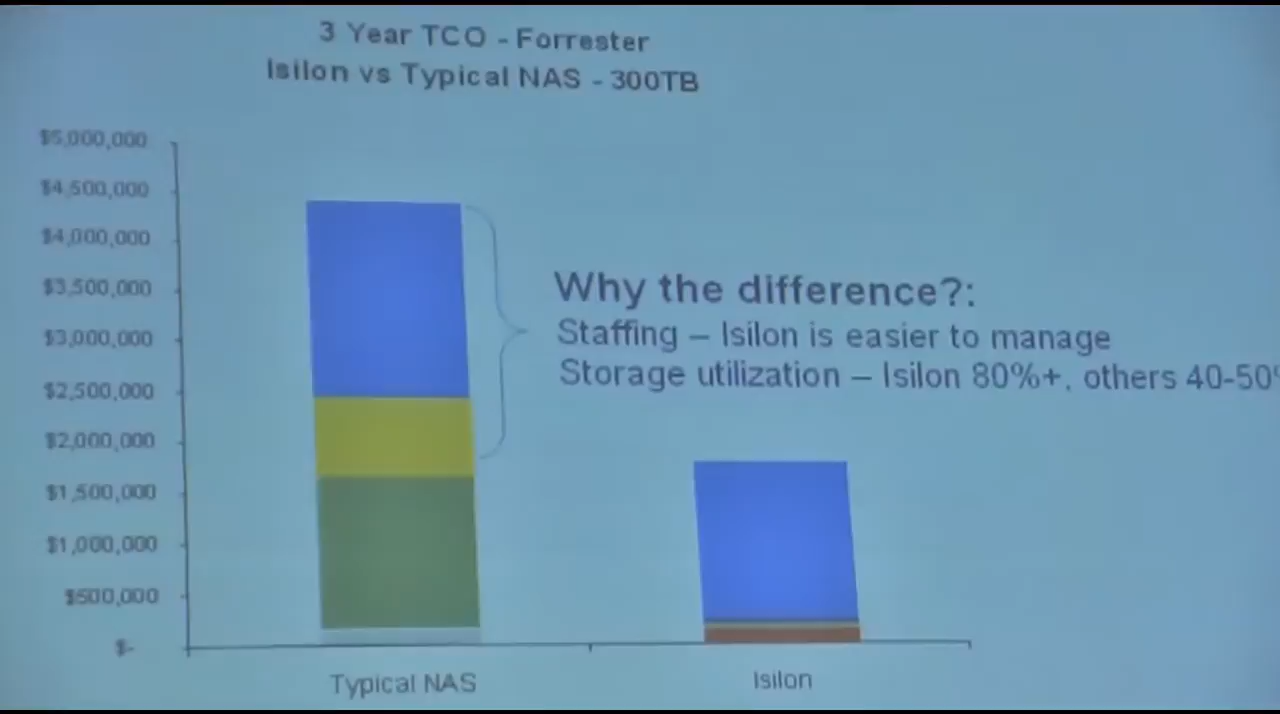 3 Year TCO - Forrester
Isilon vs Typical NAS - 300TB
$5,000,000
$4,500,000
$4,000,000
$3,500,000
$3,000,000
$2,500,000
$2,000,000
$1,500,000
$1,000,000
$500,000
$-
Why the difference?:
Staffing – Isilon is easier to manage
Storage utilization – Isilon 80%+, others 40-50%
Typical NAS
Isilon